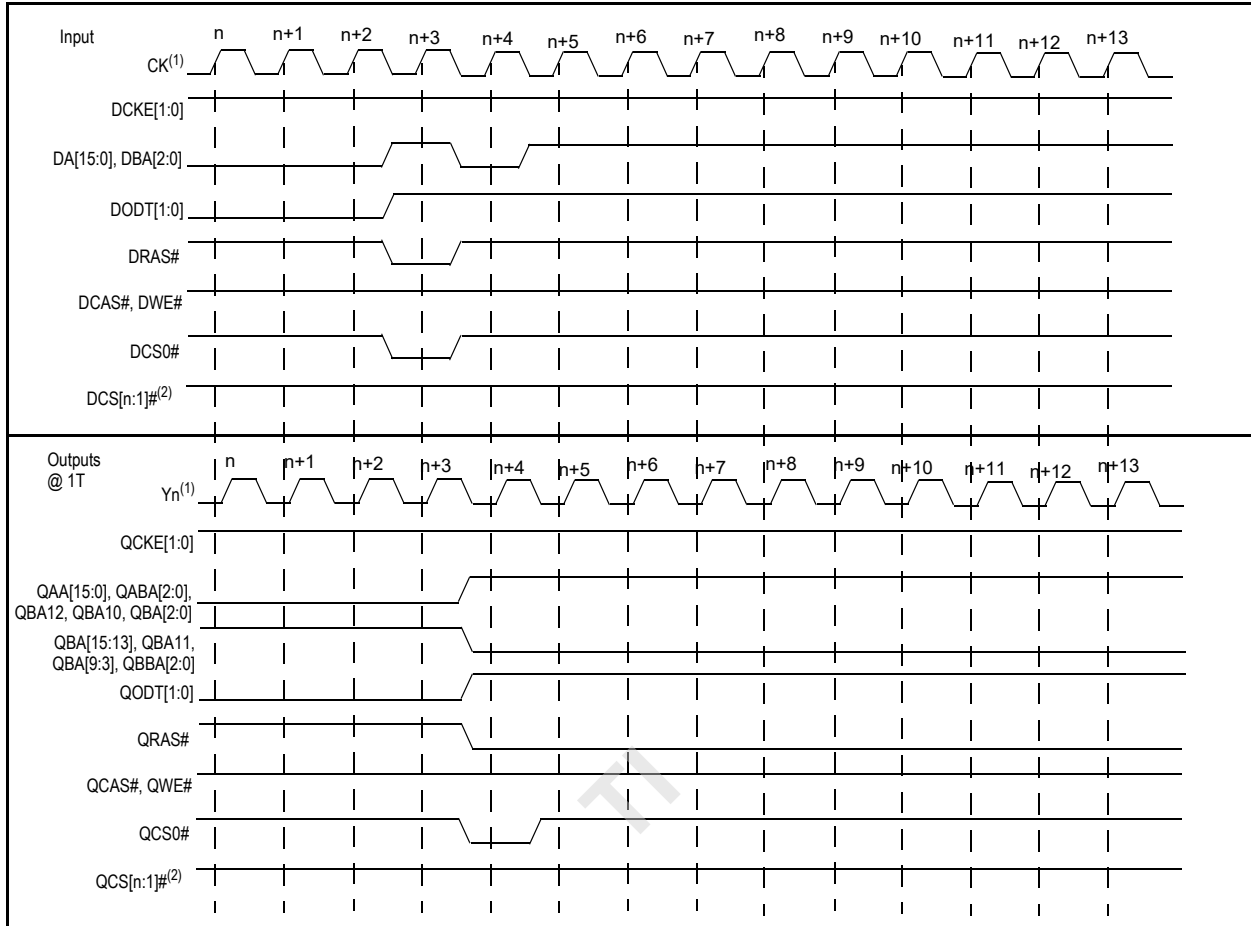 Input
n n+1 n+2 n+3 n+4 n+5 n+6 n+7 n+8 n+9 n+10 n+11 n+12 n+13
CK(1)
DCKE[1:0]
DA[15:0], DBA[2:0]
DODT[1:0]
DRAS#
DCAS#, DWE#
DCS0#
DCS[n:1]#(2)
Outputs
@ 1T
n n+1 n+2 n+3 n+4 n+5 n+6 n+7 n+8 n+9 n+10 n+11 n+12 n+13
Yn(1)
QCKE[1:0]
QAA[15:0], QABA[2:0],
QBA12, QBA10, QBA[2:0]
QBA[15:13], QBA11,
QBA[9:3], QBBA[2:0]
QODT[1:0]
QRAS#
QCAS#, QWE#
QCS0#
QCS[n:1]#(2)
TI